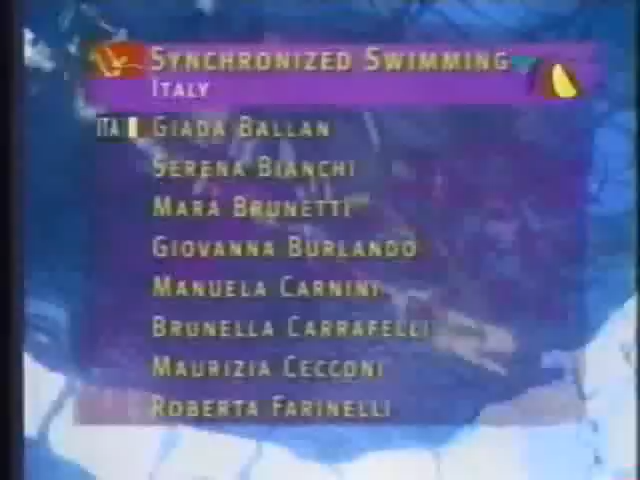 SYNCHRONIZED SWIMMING
ITALY
ITA GIADA BALLAN
SERENA BIANCHI
MARA BRUNETTI
GIOVANNA BURLANDO
MANUELA CARNINI
BRUNELLA CARRAFELLI
MAURIZIA CECCONI
ROBERTA FARINELLI